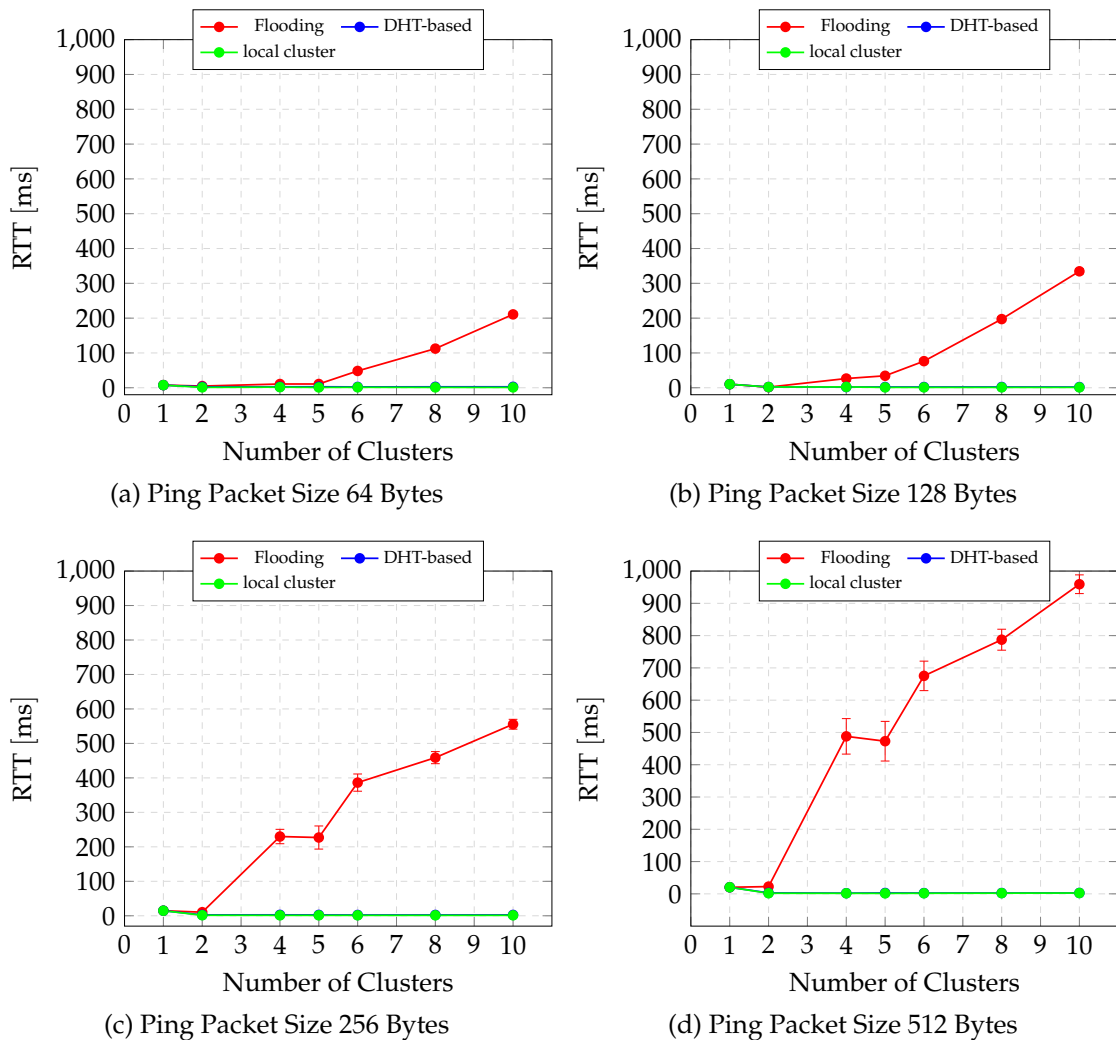 Flooding DHT-based
local cluster
1,000
900
800
700
600
500
400
300
200
100
0
RTT [ms]
0 1 2 3 4 5 6 7 8 9 10
Number of Clusters
(a) Ping Packet Size 64 Bytes
Flooding DHT-based
local cluster
1,000
900
800
700
600
500
400
300
200
100
0
RTT [ms]
0 1 2 3 4 5 6 7 8 9 10
Number of Clusters
(b) Ping Packet Size 128 Bytes
Flooding DHT-based
local cluster
1,000
900
800
700
600
500
400
300
200
100
0
RTT [ms]
0 1 2 3 4 5 6 7 8 9 10
Number of Clusters
(c) Ping Packet Size 256 Bytes
Flooding DHT-based
local cluster
1,000
900
800
700
600
500
400
300
200
100
0
RTT [ms]
0 1 2 3 4 5 6 7 8 9 10
Number of Clusters
(d) Ping Packet Size 512 Bytes